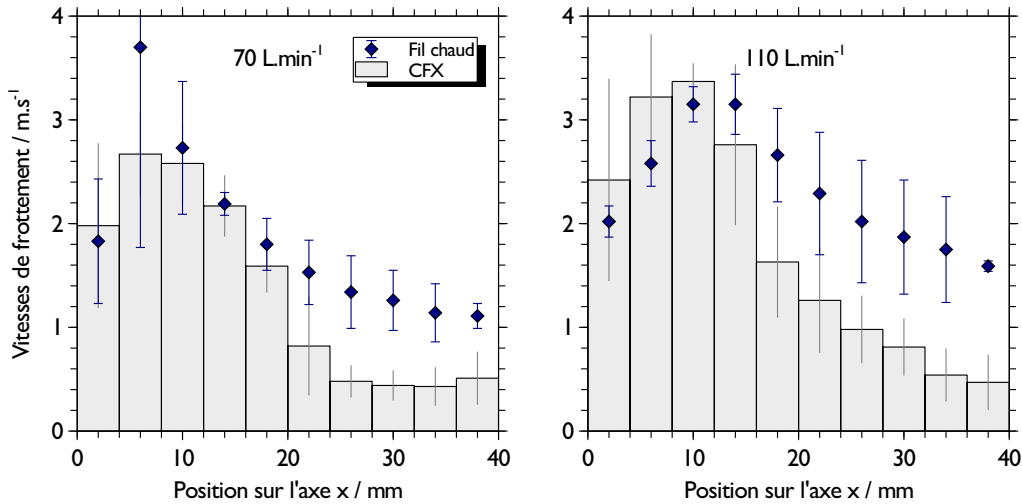 Vitesses de frottement / m.s⁻¹
4
3
2
1
0
70 L.min⁻¹
Fil chaud
CFX
0 10 20 30 40
Position sur l'axe x / mm
4
3
2
1
0
110 L.min⁻¹
0 10 20 30 40
Position sur l'axe x / mm